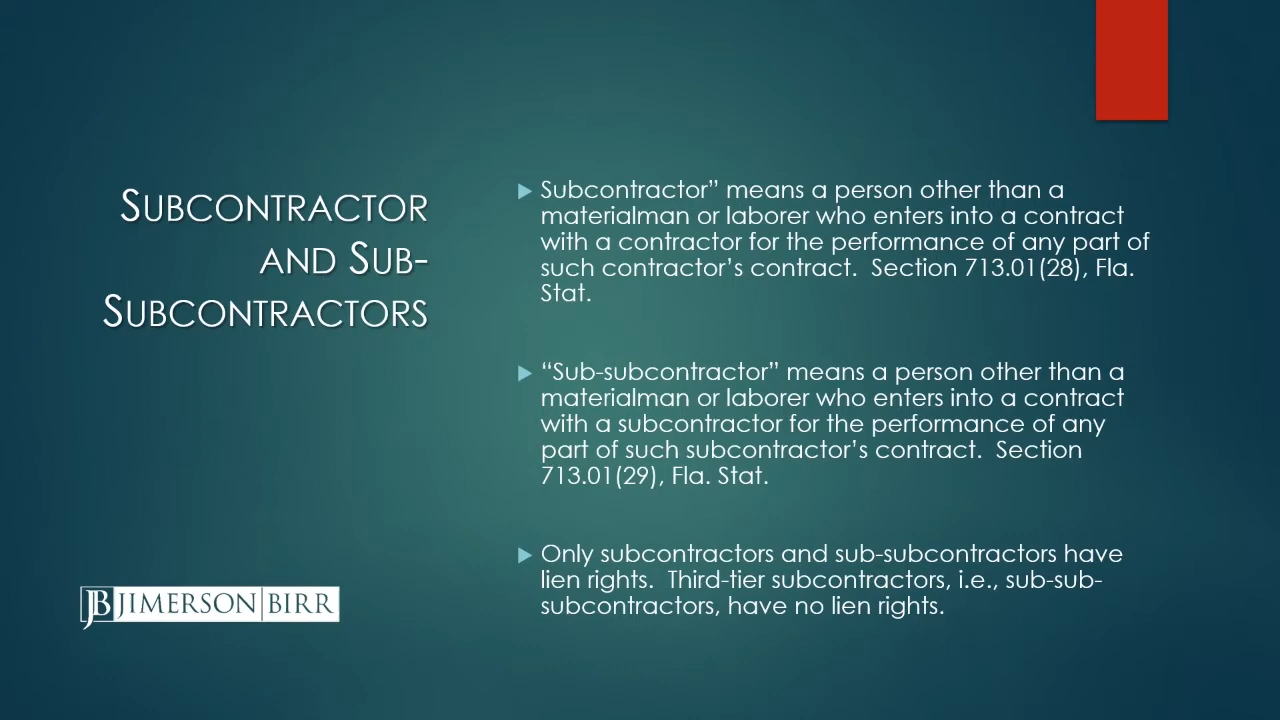 Subcontractor
and Sub-
Subcontractors
Subcontractor” means a person other than a
materialman or laborer who enters into a contract
with a contractor for the performance of any part of
such contractor’s contract.  Section 713.01(28), Fla.
Stat.
“Sub-subcontractor” means a person other than a
materialman or laborer who enters into a contract
with a subcontractor for the performance of any
part of such subcontractor’s contract.  Section
713.01(29), Fla. Stat.
Only subcontractors and sub-subcontractors have
lien rights.  Third-tier subcontractors, i.e., sub-sub-
subcontractors, have no lien rights.
JB JIMERSON BIRR